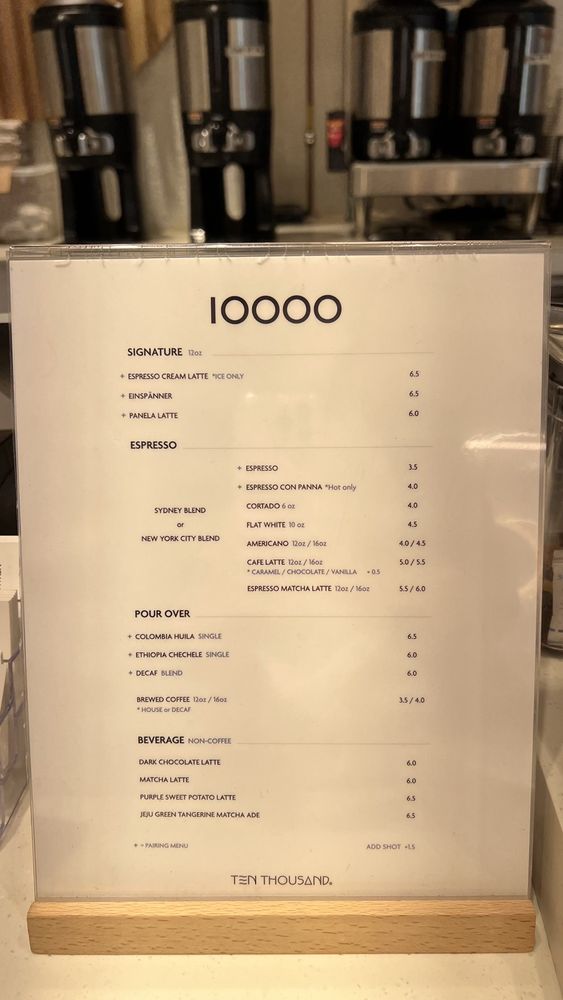 10000
SIGNATURE 12oz
+ ESPRESSO CREAM LATTE *ICE ONLY 6.5
+ EINSPÄNNER 6.5
+ PANELA LATTE 6.0
ESPRESSO
SYDNEY BLEND
or
NEW YORK CITY BLEND
+ ESPRESSO 3.5
+ ESPRESSO CON PANNA *Hot only 4.0
CORTADO 6 oz 4.0
FLAT WHITE 10 oz 4.5
AMERICANO 12oz / 16oz 4.0 / 4.5
CAFE LATTE 12oz / 16oz 5.0 / 5.5
* CARAMEL / CHOCOLATE / VANILLA + 0.5
ESPRESSO MATCHA LATTE 12oz / 16oz 5.5 / 6.0
POUR OVER
+ COLOMBIA HUILA SINGLE 6.5
+ ETHIOPIA CHECHELE SINGLE 6.0
+ DECAF BLEND 6.0
BREWED COFFEE 12oz / 16oz 3.5 / 4.0
* HOUSE or DECAF
BEVERAGE NON-COFFEE
DARK CHOCOLATE LATTE 6.0
MATCHA LATTE 6.0
PURPLE SWEET POTATO LATTE 6.5
JEJU GREEN TANGERINE MATCHA ADE 6.5
+ = PAIRING MENU ADD SHOT +1.5
TEN THOUSAND